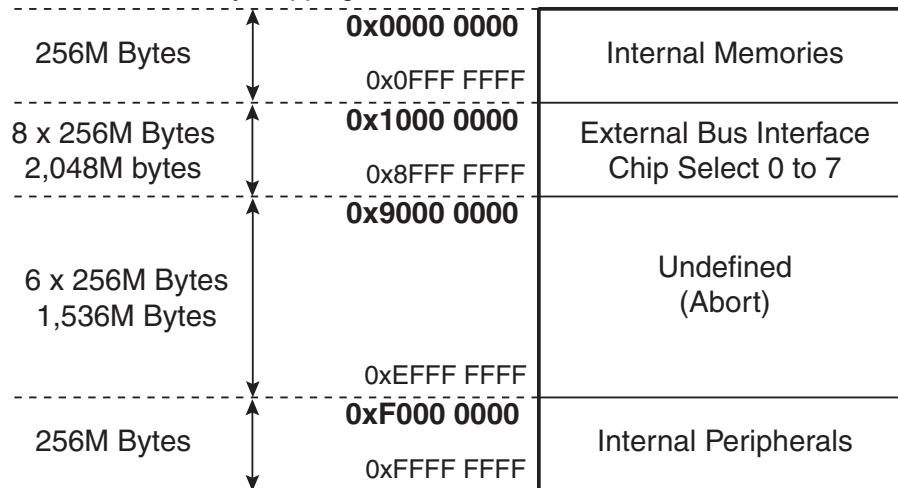 256M Bytes
0x0000 0000
0x0FFF FFFF
Internal Memories
8 x 256M Bytes
2,048M bytes
0x1000 0000
0x8FFF FFFF
External Bus Interface
Chip Select 0 to 7
6 x 256M Bytes
1,536M Bytes
0x9000 0000
0xEFFF FFFF
Undefined
(Abort)
256M Bytes
0xF000 0000
0xFFFF FFFF
Internal Peripherals